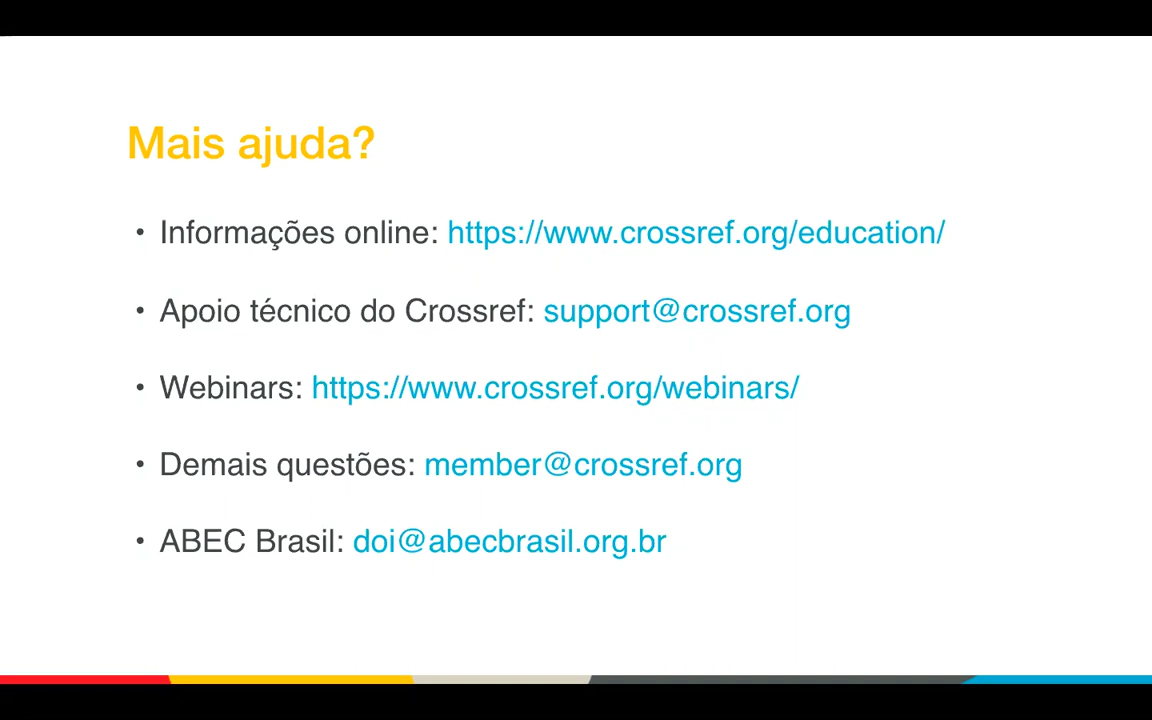 Mais ajuda?
• Informações online: https://www.crossref.org/education/
• Apoio técnico do Crossref: support@crossref.org
• Webinars: https://www.crossref.org/webinars/
• Demais questões: member@crossref.org
• ABEC Brasil: doi@abecbrasil.org.br